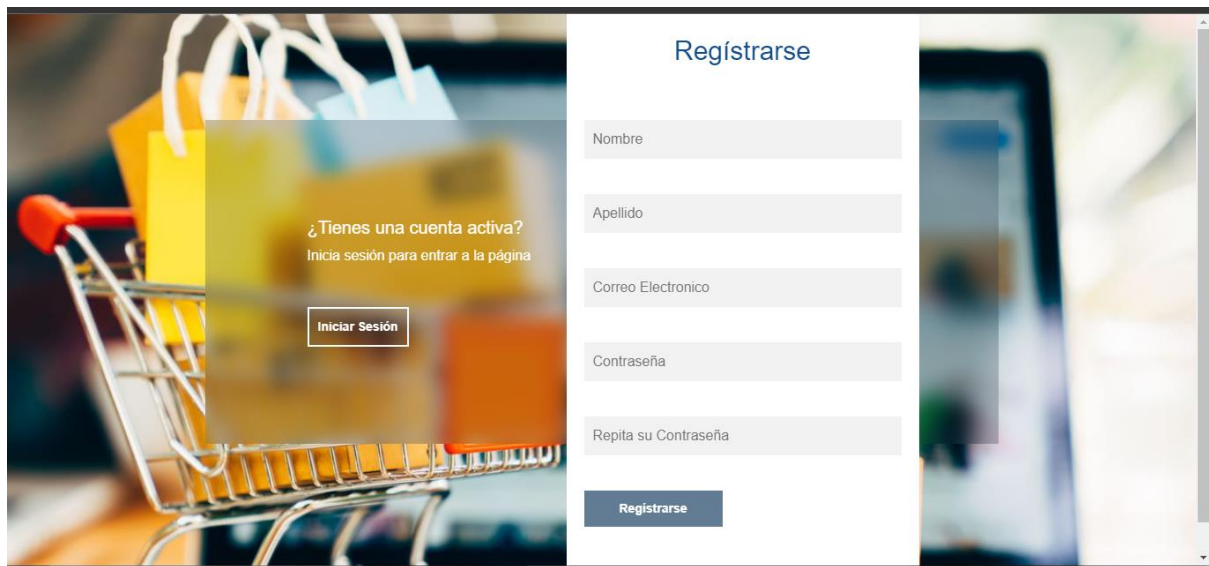 Regístrarse
¿Tienes una cuenta activa?
Inicia sesión para entrar a la página
Iniciar Sesión
Nombre
Apellido
Correo Electronico
Contraseña
Repita su Contraseña
Regístrarse